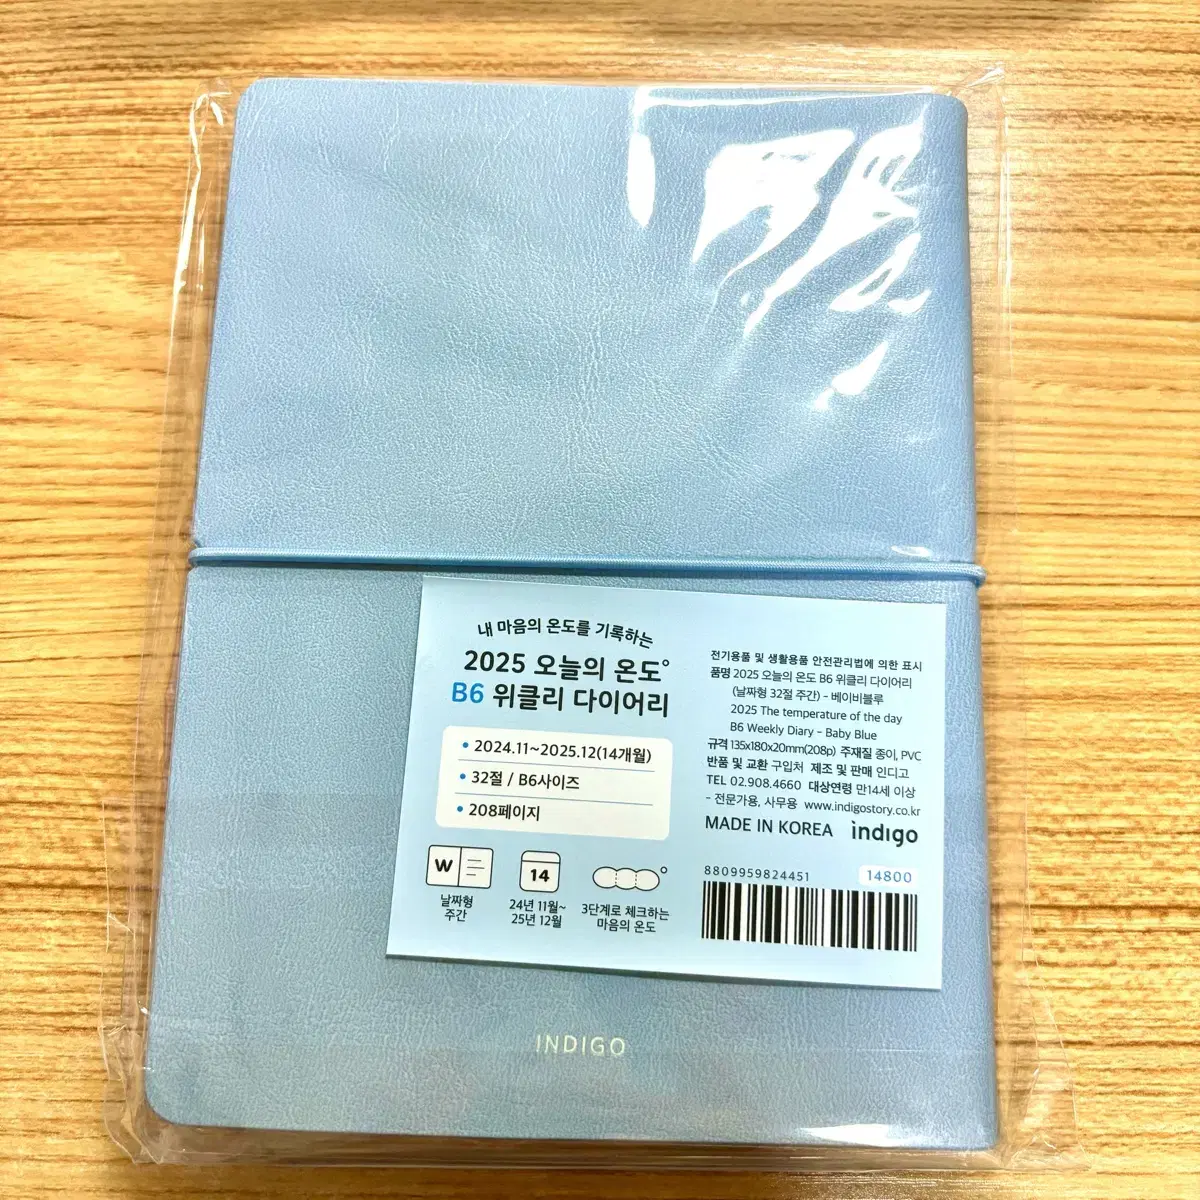 내 마음의 온도를 기록하는
2025 오늘의 온도°
B6 위클리 다이어리
• 2024.11~2025.12(14개월)
• 32절 / B6사이즈
• 208페이지
W
날짜형
주간
14
24년 11월~
25년 12월
3단계로 체크하는
마음의 온도
전기용품 및 생활용품 안전관리법에 의한 표시
품명 2025 오늘의 온도 B6 위클리 다이어리
(날짜형 32절 주간) - 베이비블루
2025 The temperature of the day
B6 Weekly Diary - Baby Blue
규격 135x180x20mm(208p) 주재질 종이, PVC
반품 및 교환 구입처 제조 및 판매 인디고
TEL 02.908.4660 대상연령 만14세 이상
- 전문가용, 사무용 www.indigostory.co.kr
MADE IN KOREA indigo
8809959824451 14800
INDIGO